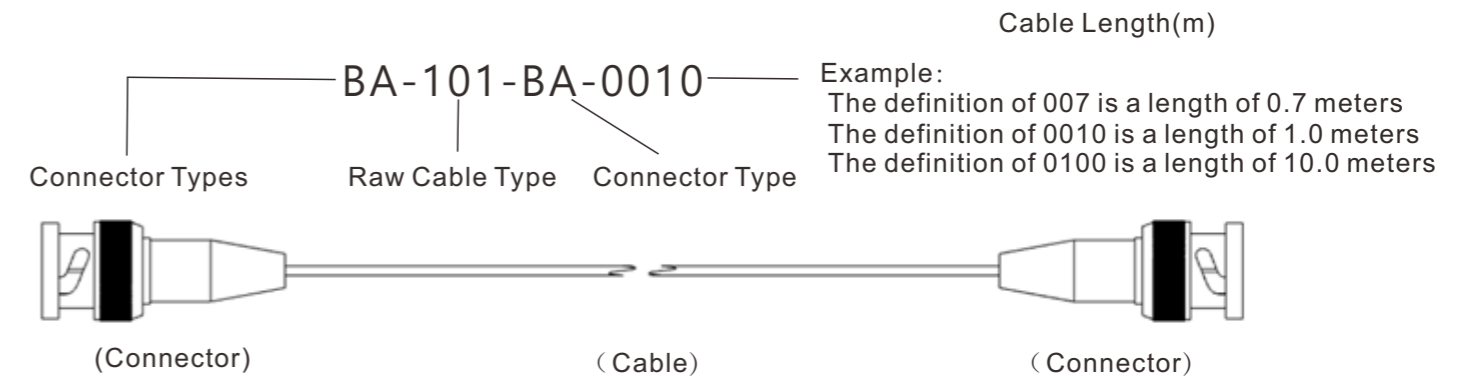 Cable Length(m)
BA-101-BA-0010
Example:
The definition of 007 is a length of 0.7 meters
The definition of 0010 is a length of 1.0 meters
The definition of 0100 is a length of 10.0 meters
Connector Types
Raw Cable Type
Connector Type
(Connector)
（Cable）
（Connector）